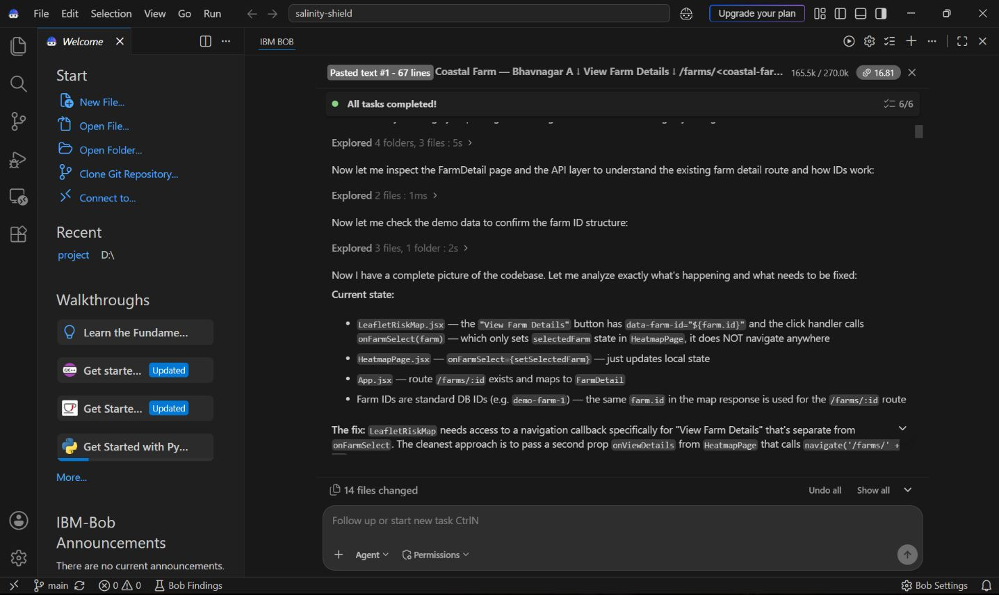 File Edit Selection View Go Run
salinity-shield
Upgrade your plan
Welcome
IBM BOB
Start
New File...
Open File...
Open Folder...
Clone Git Repository...
Connect to...
Recent
project D:\
Walkthroughs
Learn the Fundame...
Get starte... Updated
Get Starte... Updated
Get Started with Py...
More...
IBM-Bob
Announcements
There are no current announcements.
Pasted text #1 - 67 lines Coastal Farm — Bhavnagar A ↓ View Farm Details ↓ /farms/<coastal-far... 165.5k / 270.0k 16.81
All tasks completed! 6/6
Explored 4 folders, 3 files : 5s >
Now let me inspect the FarmDetail page and the API layer to understand the existing farm detail route and how IDs work:
Explored 2 files : 1ms >
Now let me check the demo data to confirm the farm ID structure:
Explored 3 files, 1 folder : 2s >
Now I have a complete picture of the codebase. Let me analyze exactly what's happening and what needs to be fixed:
Current state:
• LeafletRiskMap.jsx — the "View Farm Details" button has data-farm-id="${farm.id}" and the click handler calls
onFarmSelect(farm) — which only sets selectedFarm state in HeatmapPage, it does NOT navigate anywhere
• HeatmapPage.jsx — onFarmSelect={setSelectedFarm} — just updates local state
• App.jsx — route /farms/:id exists and maps to FarmDetail
• Farm IDs are standard DB IDs (e.g. demo-farm-1) — the same farm.id in the map response is used for the /farms/:id route
The fix: LeafletRiskMap needs access to a navigation callback specifically for "View Farm Details" that's separate from
onFarmSelect. The cleanest approach is to pass a second prop onViewDetails from HeatmapPage that calls navigate('/farms/' +
14 files changed Undo all Show all
Follow up or start new task CtrlN
Agent Permissions
main 0 0 Bob Findings Bob Settings